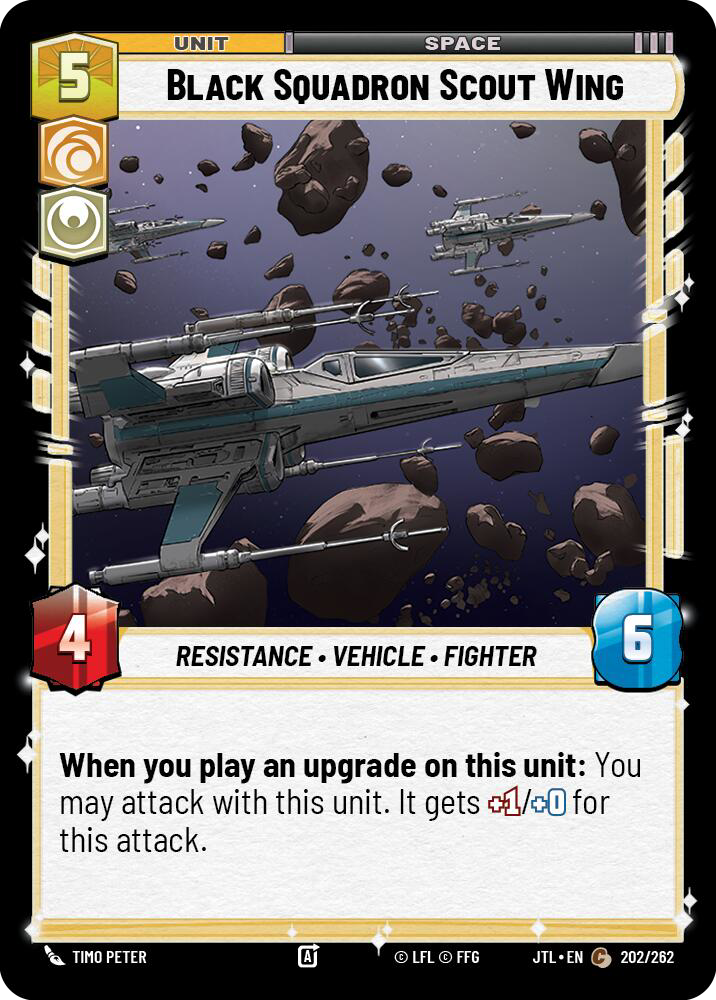 UNIT
SPACE
5
BLACK SQUADRON SCOUT WING
4
RESISTANCE • VEHICLE • FIGHTER
6
When you play an upgrade on this unit: You
may attack with this unit. It gets +1/+0 for
this attack.
TIMO PETER
A
© LFL © FFG
JTL • EN
C
202/262